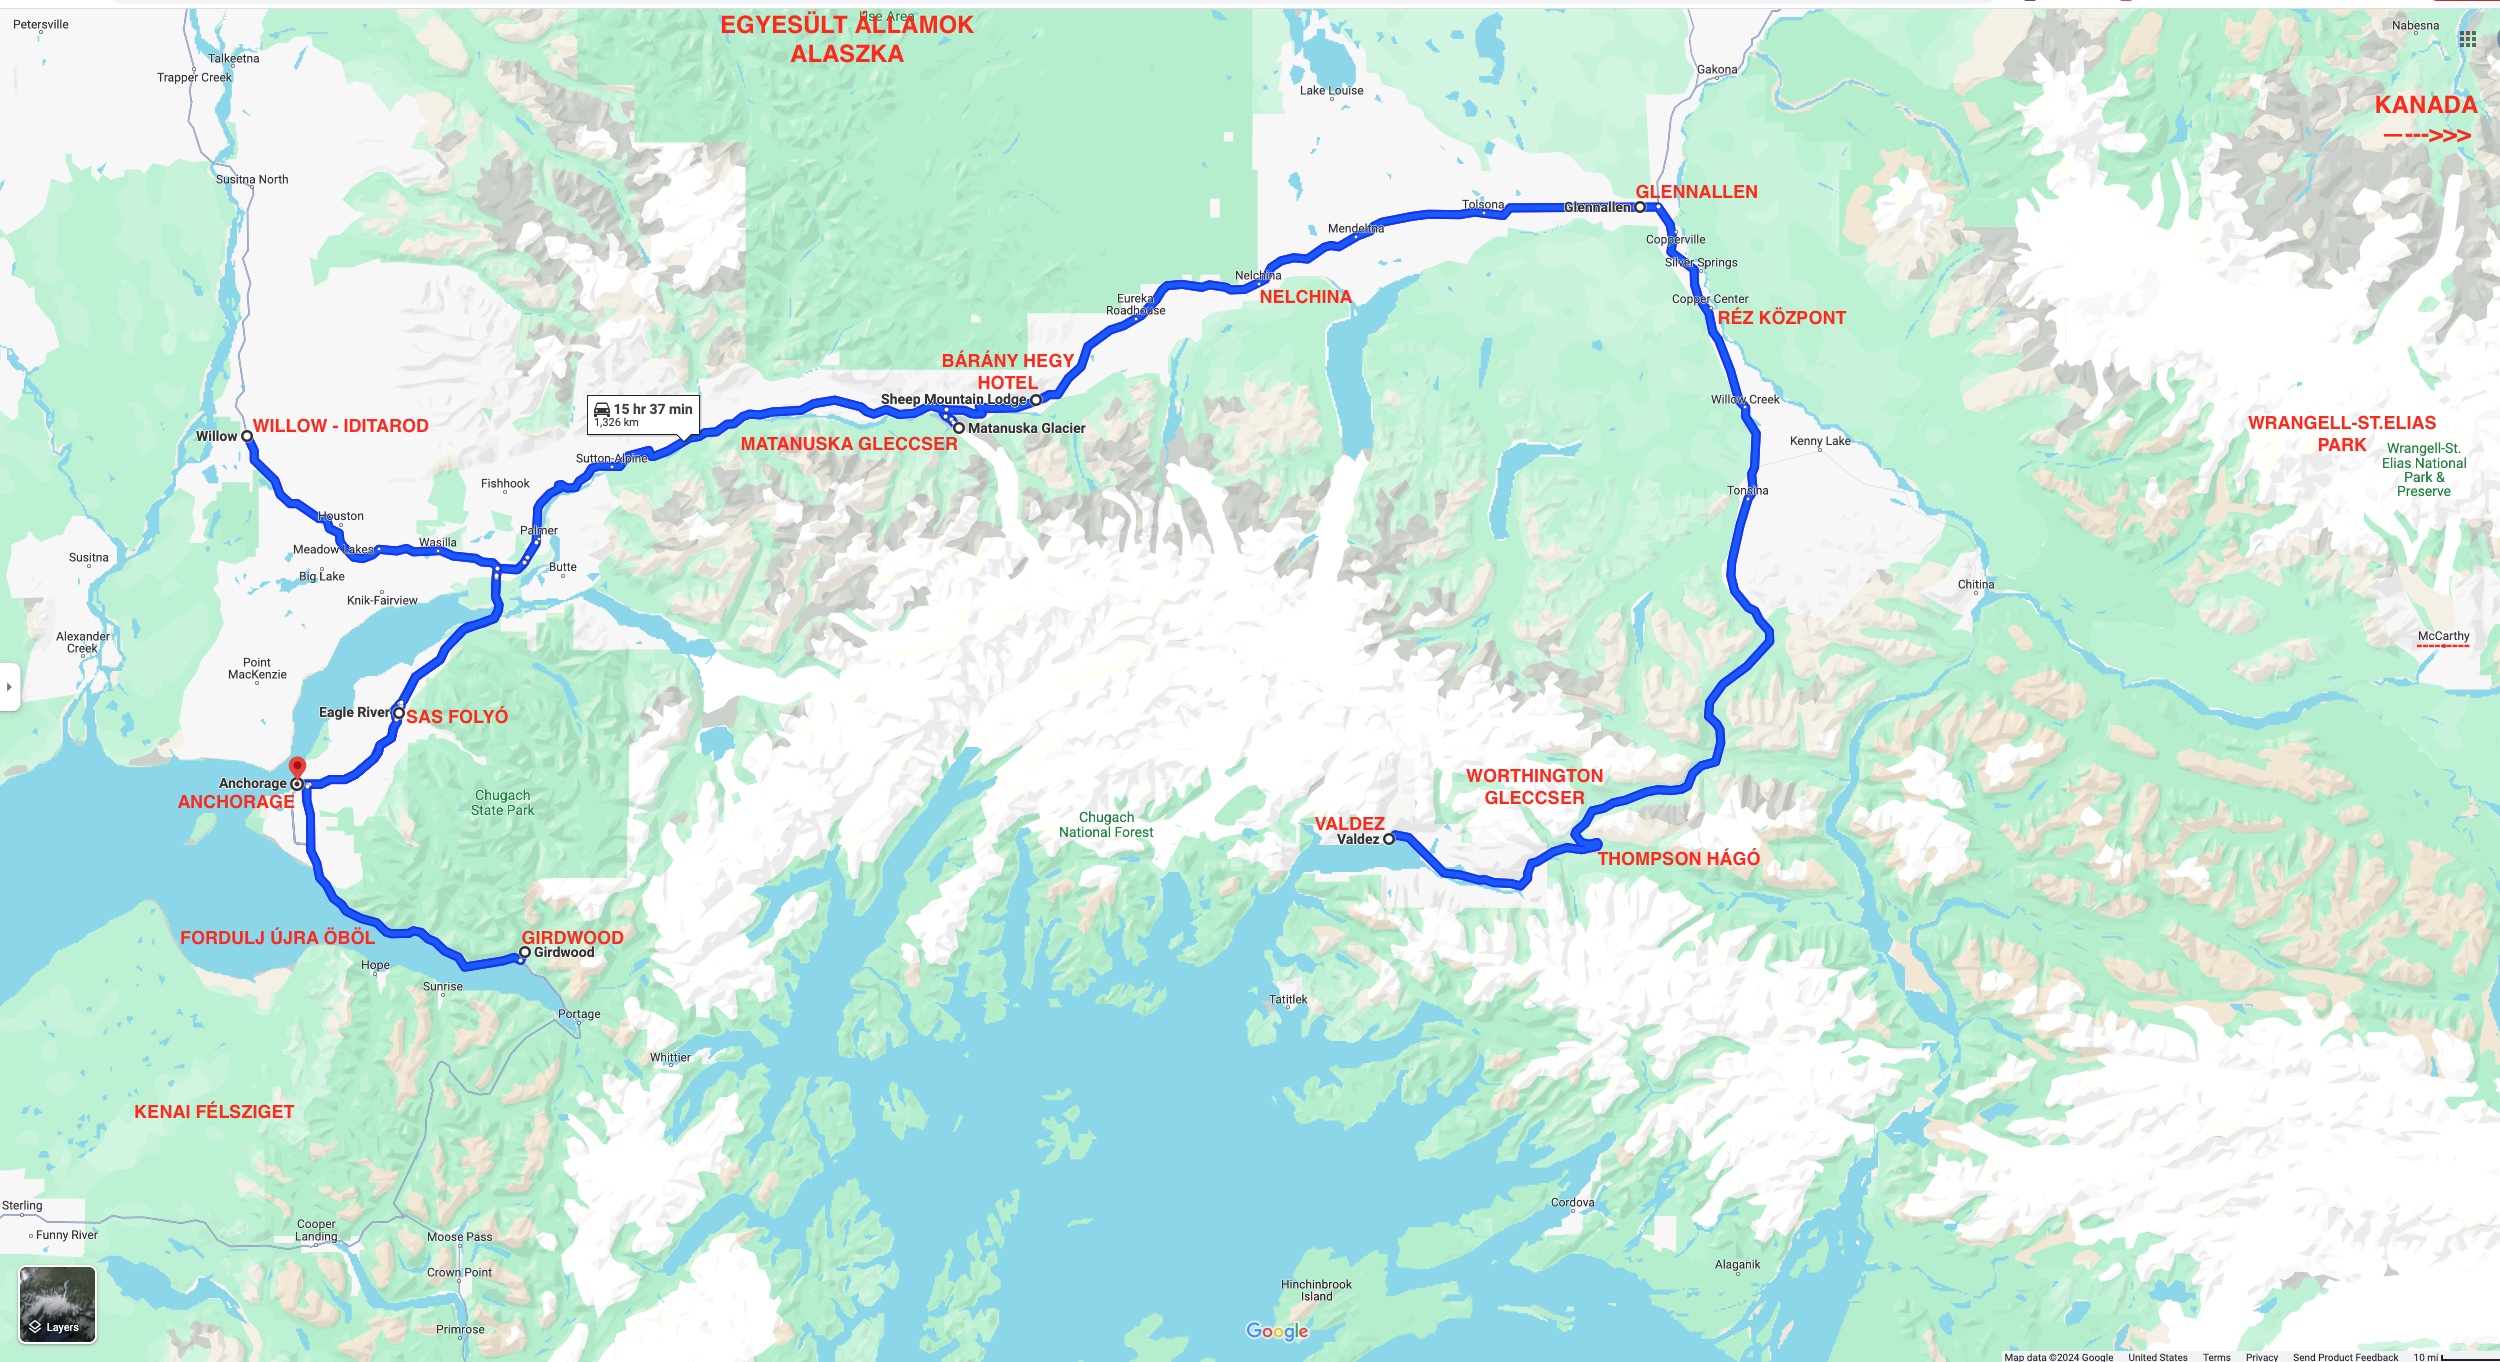 Petersville
Use Area
EGYESÜLT ÁLLAMOK
ALASZKA
Nabesna
Talkeetna
Trapper Creek
Gakona
Lake Louise
KANADA
—--->>>
Susitna North
GLENNALLEN
Tolsona
Glennallen
Mendeltna
Copperville
Silver Springs
Nelchina
NELCHINA
Eureka
Roadhouse
Copper Center
RÉZ KÖZPONT
BÁRÁNY HEGY
HOTEL
Sheep Mountain Lodge
Willow Creek
15 hr 37 min
1,326 km
Willow
WILLOW - IDITAROD
Matanuska Glacier
MATANUSKA GLECCSER
Kenny Lake
WRANGELL-ST.ELIAS
PARK
Wrangell-St.
Elias National
Park &
Preserve
Sutton-Alpine
Fishhook
Tonsina
Houston
Palmer
Meadow Lakes
Wasilla
Susitna
Big Lake
Butte
Knik-Fairview
Chitina
Alexander
Creek
McCarthy
Point
MacKenzie
Eagle River
SAS FOLYÓ
Anchorage
ANCHORAGE
Chugach
State Park
WORTHINGTON
GLECCSER
Chugach
National Forest
VALDEZ
Valdez
THOMPSON HÁGÓ
FORDULJ ÚJRA ÖBÖL
GIRDWOOD
Girdwood
Hope
Sunrise
Tatitlek
Portage
Whittier
KENAI FÉLSZIGET
Sterling
Cordova
Funny River
Cooper
Landing
Moose Pass
Crown Point
Alaganik
Hinchinbrook
Island
Layers
Primrose
Google
Map data ©2024 Google United States Terms Privacy Send Product Feedback 10 mi